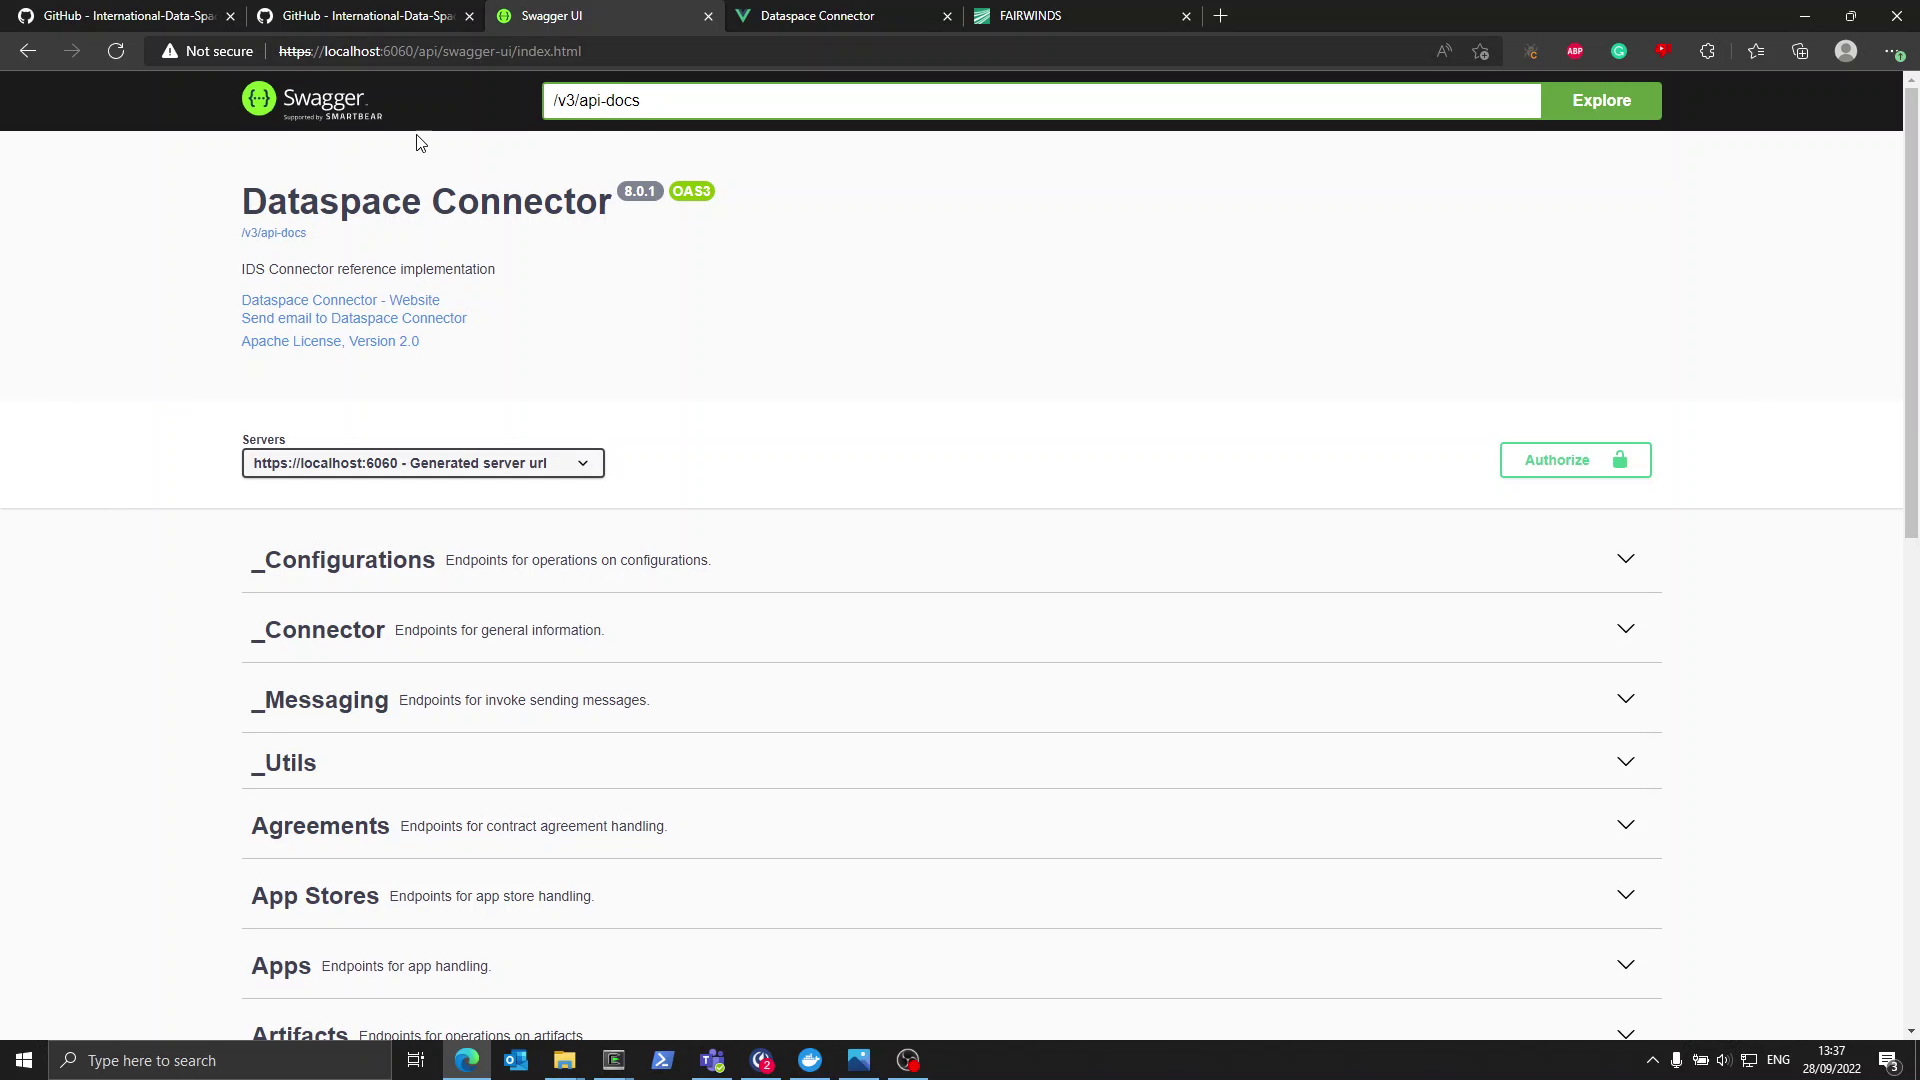 GitHub - International-Data-Spac
GitHub - International-Data-Spac
Swagger UI
Dataspace Connector
FAIRWINDS
Not secure
https://localhost:6060/api/swagger-ui/index.html
ABP
Swagger
Supported by SMARTBEAR
/v3/api-docs
Explore
Dataspace Connector 8.0.1 OAS3
/v3/api-docs
IDS Connector reference implementation
Dataspace Connector - Website
Send email to Dataspace Connector
Apache License, Version 2.0
Servers
https://localhost:6060 - Generated server url
Authorize
_Configurations Endpoints for operations on configurations.
_Connector Endpoints for general information.
_Messaging Endpoints for invoke sending messages.
_Utils
Agreements Endpoints for contract agreement handling.
App Stores Endpoints for app store handling.
Apps Endpoints for app handling.
Artifacts Endpoints for operations on artifacts.
Type here to search
2
ENG
13:37
28/09/2022
3